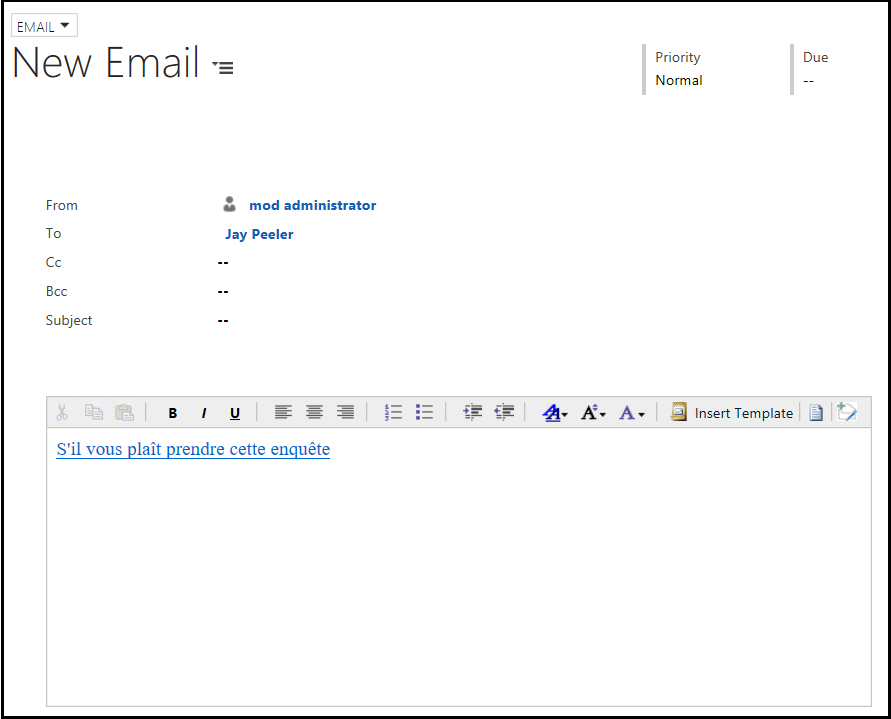 EMAIL
New Email
Priority
Normal
Due
--
From mod administrator
To Jay Peeler
Cc --
Bcc --
Subject --
B I U A A A Insert Template
S'il vous plaît prendre cette enquête